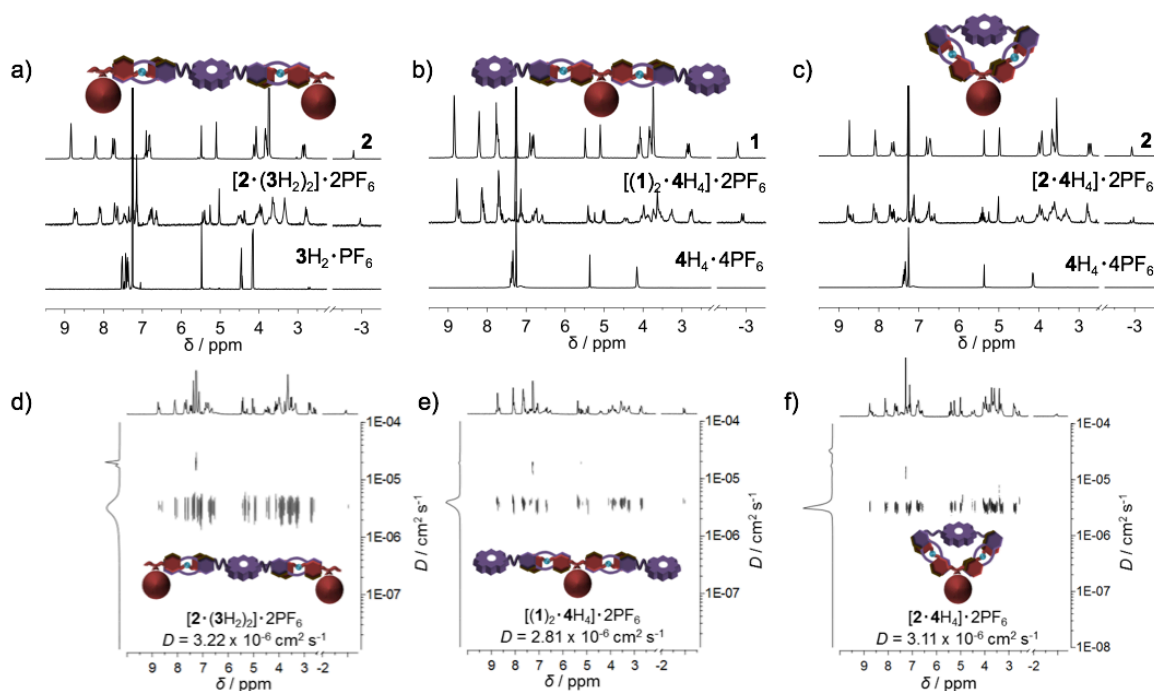 a)
2
[2·(3H₂)₂]·2PF₆
3H₂·PF₆
9 8 7 6 5 4 3 -3
δ / ppm
b)
1
[(1)₂·4H₄]·2PF₆
4H₄·4PF₆
9 8 7 6 5 4 3 -3
δ / ppm
c)
2
[2·4H₄]·2PF₆
4H₄·4PF₆
9 8 7 6 5 4 3 -3
δ / ppm
d)
1E-04
1E-05
1E-06
1E-07
D / cm² s⁻¹
[2·(3H₂)₂]·2PF₆
D = 3.22 x 10⁻⁶ cm² s⁻¹
10 9 8 7 6 5 4 3 -2
δ / ppm
e)
1E-04
1E-05
1E-06
1E-07
D / cm² s⁻¹
[(1)₂·4H₄]·2PF₆
D = 2.81 x 10⁻⁶ cm² s⁻¹
10 9 8 7 6 5 4 3 2 -2
δ / ppm
f)
1E-04
1E-05
1E-06
1E-07
1E-08
D / cm² s⁻¹
[2·4H₄]·2PF₆
D = 3.11 x 10⁻⁶ cm² s⁻¹
10 9 8 7 6 5 4 3 -2
δ / ppm